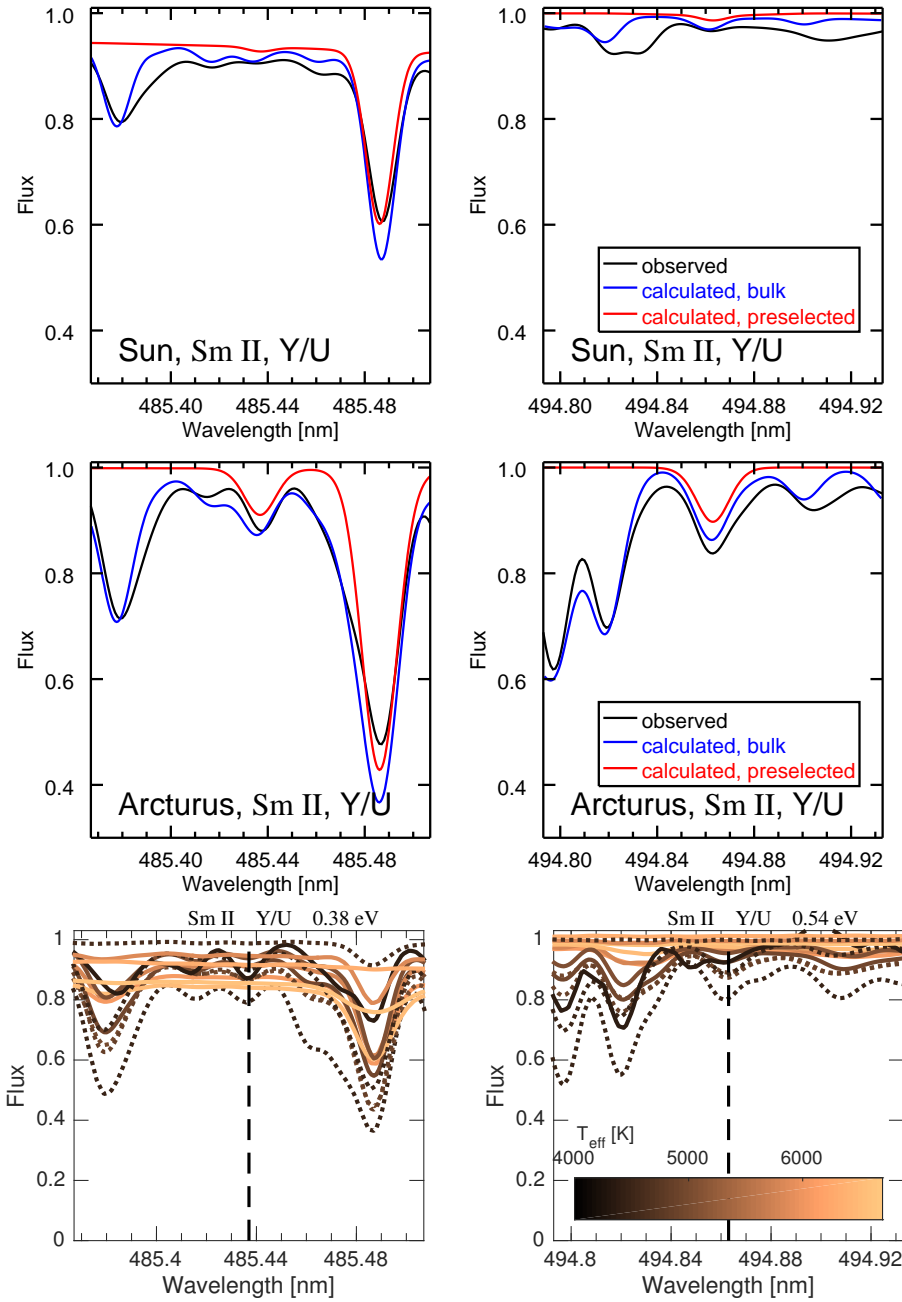 1.0
0.8
0.6
0.4
Flux
Sun, Sm II, Y/U
485.40 485.44 485.48
Wavelength [nm]
1.0
0.8
0.6
0.4
Flux
observed
calculated, bulk
calculated, preselected
Sun, Sm II, Y/U
494.80 494.84 494.88 494.92
Wavelength [nm]
1.0
0.8
0.6
0.4
Flux
Arcturus, Sm II, Y/U
485.40 485.44 485.48
Wavelength [nm]
1.0
0.8
0.6
0.4
Flux
observed
calculated, bulk
calculated, preselected
Arcturus, Sm II, Y/U
494.80 494.84 494.88 494.92
Wavelength [nm]
Sm II Y/U 0.38 eV
1
0.8
0.6
0.4
0.2
0
Flux
485.4 485.44 485.48
Wavelength [nm]
Sm II Y/U 0.54 eV
1
0.8
0.6
0.4
0.2
0
Flux
T_eff [K]
4000 5000 6000
494.8 494.84 494.88 494.92
Wavelength [nm]